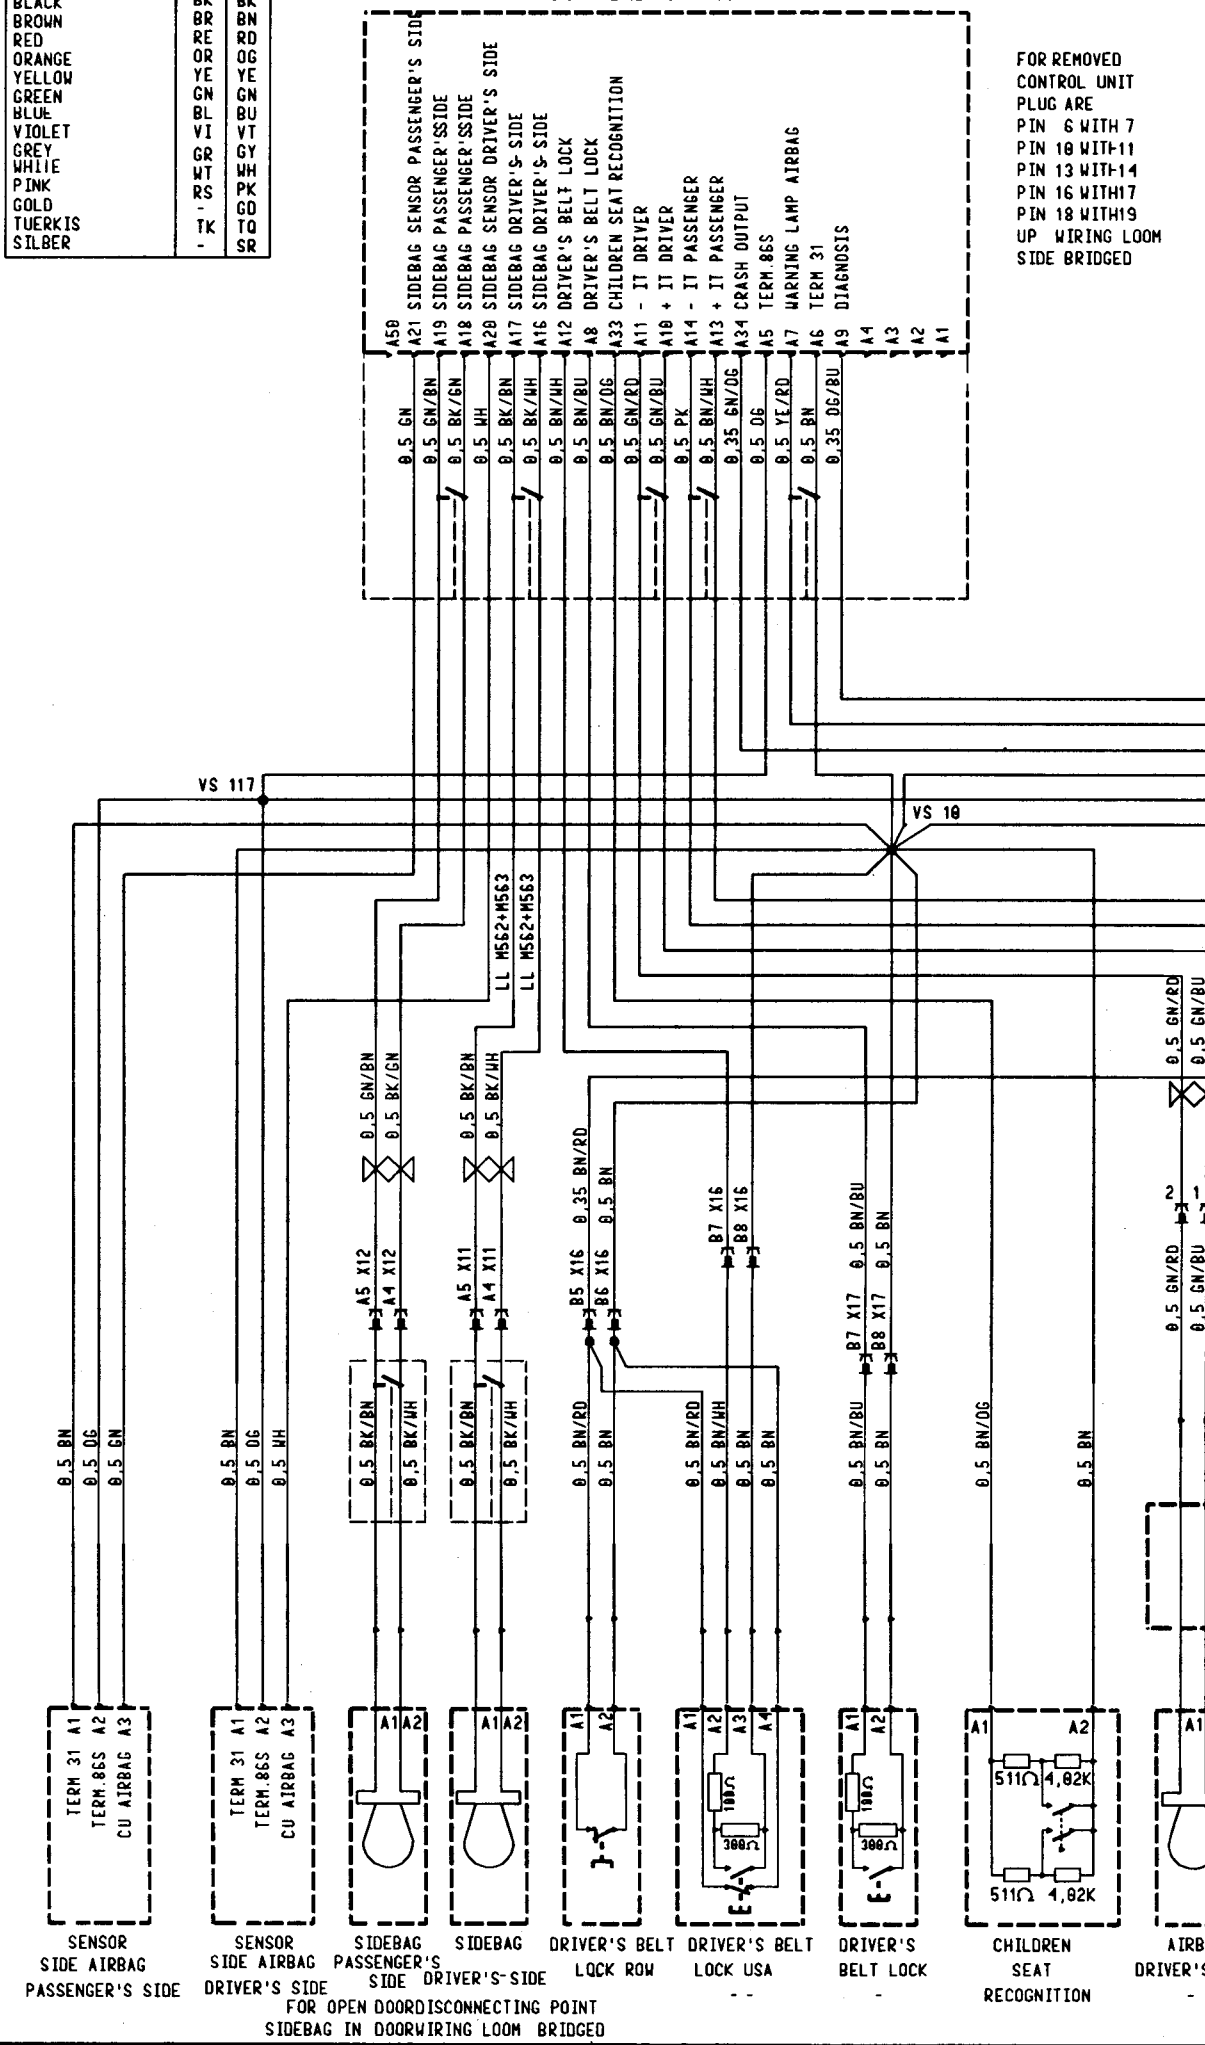 BLACK BK BK
BROWN BR BN
RED RE RD
ORANGE OR OG
YELLOW YE YE
GREEN GN GN
BLUE BL BU
VIOLET VI VT
GREY GR GY
WHITE WT WH
PINK RS PK
GOLD - GD
TUERKIS TK TQ
SILBER - SR
FOR REMOVED
CONTROL UNIT
PLUG ARE
PIN 6 WITH 7
PIN 10 WITH 11
PIN 13 WITH 14
PIN 16 WITH 17
PIN 18 WITH 19
UP WIRING LOOM
SIDE BRIDGED
A50
A21 SIDEBAG SENSOR PASSENGER'S SIDE
A19 SIDEBAG PASSENGER'SSIDE
A18 SIDEBAG PASSENGER'SSIDE
A20 SIDEBAG SENSOR DRIVER'S SIDE
A17 SIDEBAG DRIVER'S-SIDE
A16 SIDEBAG DRIVER'S-SIDE
A12 DRIVER'S BELT LOCK
A8 DRIVER'S BELT LOCK
A33 CHILDREN SEAT RECOGNITION
A11 - IT DRIVER
A10 + IT DRIVER
A14 - IT PASSENGER
A13 + IT PASSENGER
A34 CRASH OUTPUT
A5 TERM.86S
A7 WARNING LAMP AIRBAG
A6 TERM 31
A9 DIAGNOSIS
A4
A3
A2
A1
0,5 GN
0,5 GN/BN
0,5 BK/GN
0,5 WH
0,5 BK/BN
0,5 BK/WH
0,5 BN/WH
0,5 BN/BU
0,5 BN/OG
0,5 GN/RD
0,5 GN/BU
0,5 PK
0,5 BN/WH
0,35 GN/OG
0,5 OG
0,5 YE/RD
0,5 BN
0,35 OG/BU
VS 117
VS 10
LL M562+M563
LL M562+M563
0,5 GN/BN
0,5 BK/GN
0,5 BK/BN
0,5 BK/WH
0,35 BN/RD
0,5 BN
0,5 BN/BU
0,5 BN
0,5 GN/RD
0,5 GN/BU
2
1
A5 X12
A4 X12
A5 X11
A4 X11
B5 X16
B6 X16
B7 X16
B8 X16
B7 X17
B8 X17
0,5 GN/RD
0,5 GN/BU
0,5 BN
0,5 OG
0,5 GN
0,5 BN
0,5 OG
0,5 WH
0,5 BK/BN
0,5 BK/WH
0,5 BK/BN
0,5 BK/WH
0,5 BN/RD
0,5 BN
0,5 BN/RD
0,5 BN/WH
0,5 BN
0,5 BN
0,5 BN/BU
0,5 BN
0,5 BN/OG
0,5 BN
TERM 31 A1
TERM.86S A2
CU AIRBAG A3
TERM 31 A1
TERM.86S A2
CU AIRBAG A3
A1 A2
A1 A2
A1 A2
A1 A2 A3 A4
100Ω
300Ω
A1 A2
100Ω
300Ω
A1 A2
511Ω 4,02K
511Ω 4,02K
A1
SENSOR
SIDE AIRBAG
PASSENGER'S SIDE
SENSOR
SIDE AIRBAG
DRIVER'S SIDE
SIDEBAG
PASSENGER'S
SIDE
SIDEBAG
DRIVER'S-SIDE
FOR OPEN DOORDISCONNECTING POINT
SIDEBAG IN DOORWIRING LOOM BRIDGED
DRIVER'S BELT
LOCK ROW
DRIVER'S BELT
LOCK USA
- -
DRIVER'S
BELT LOCK
-
CHILDREN
SEAT
RECOGNITION
AIRB
DRIVER'S
-